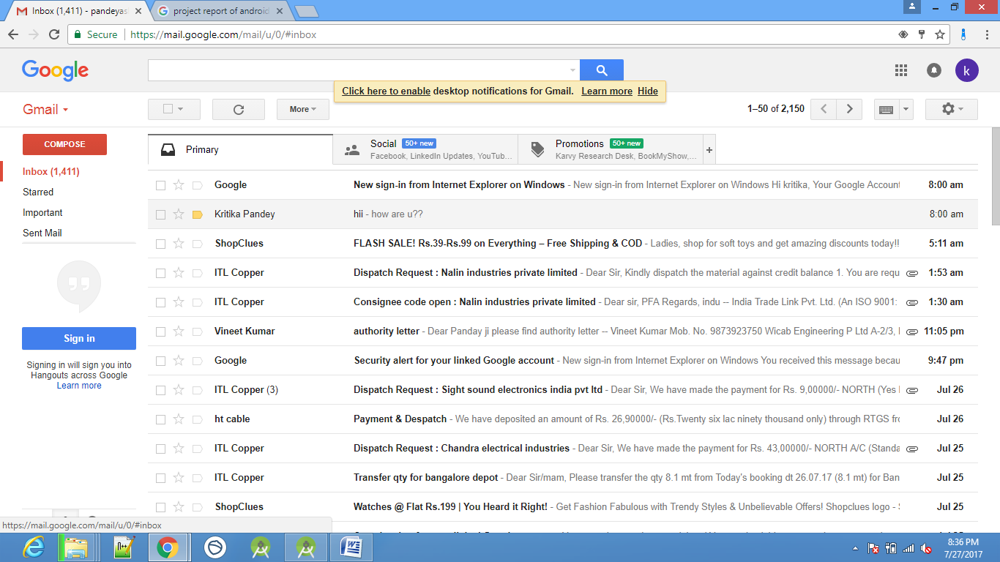 Inbox (1,411) - pandeyas
project report of android
Secure https://mail.google.com/mail/u/0/#inbox
Google
k
Click here to enable desktop notifications for Gmail. Learn more Hide
Gmail
More
1–50 of 2,150
COMPOSE
Inbox (1,411)
Starred
Important
Sent Mail
Sign in
Signing in will sign you into
Hangouts across Google
Learn more
Primary
Social 50+ new
Facebook, LinkedIn Updates, YouTub...
Promotions 50+ new
Karvy Research Desk, BookMyShow,...
+
Google New sign-in from Internet Explorer on Windows - New sign-in from Internet Explorer on Windows Hi kritika, Your Google Account 8:00 am
Kritika Pandey hii - how are u?? 8:00 am
ShopClues FLASH SALE! Rs.39-Rs.99 on Everything – Free Shipping & COD - Ladies, shop for soft toys and get amazing discounts today!! 5:11 am
ITL Copper Dispatch Request : Nalin industries private limited - Dear Sir, Kindly dispatch the material against credit balance 1. You are requ 1:53 am
ITL Copper Consignee code open : Nalin industries private limited - Dear sir, PFA Regards, indu -- India Trade Link Pvt. Ltd. (An ISO 9001: 1:30 am
Vineet Kumar authority letter - Dear Panday ji please find authority letter -- Vineet Kumar Mob. No. 9873923750 Wicab Engineering P Ltd A-2/3, 11:05 pm
Google Security alert for your linked Google account - New sign-in from Internet Explorer on Windows You received this message becau 9:47 pm
ITL Copper (3) Dispatch Request : Sight sound electronics india pvt ltd - Dear Sir, We have made the payment for Rs. 9,00000/- NORTH (Yes Jul 26
ht cable Payment & Despatch - We have deposited an amount of Rs. 26,90000/- (Rs.Twenty six lac ninety thousand only) through RTGS fro Jul 26
ITL Copper Dispatch Request : Chandra electrical industries - Dear Sir, We have made the payment for Rs. 43,00000/- NORTH A/C (Standa Jul 25
ITL Copper Transfer qty for bangalore depot - Dear Sir/mam, Please transfer the qty 8.1 mt from Today's booking dt 26.07.17 (8.1 mt) for Ban Jul 25
ShopClues Watches @ Flat Rs.199 | You Heard it Right! - Get Fashion Fabulous with Trendy Styles & Unbelievable Offers! Shopclues logo - Jul 25
https://mail.google.com/mail/u/0/#inbox
8:36 PM
7/27/2017